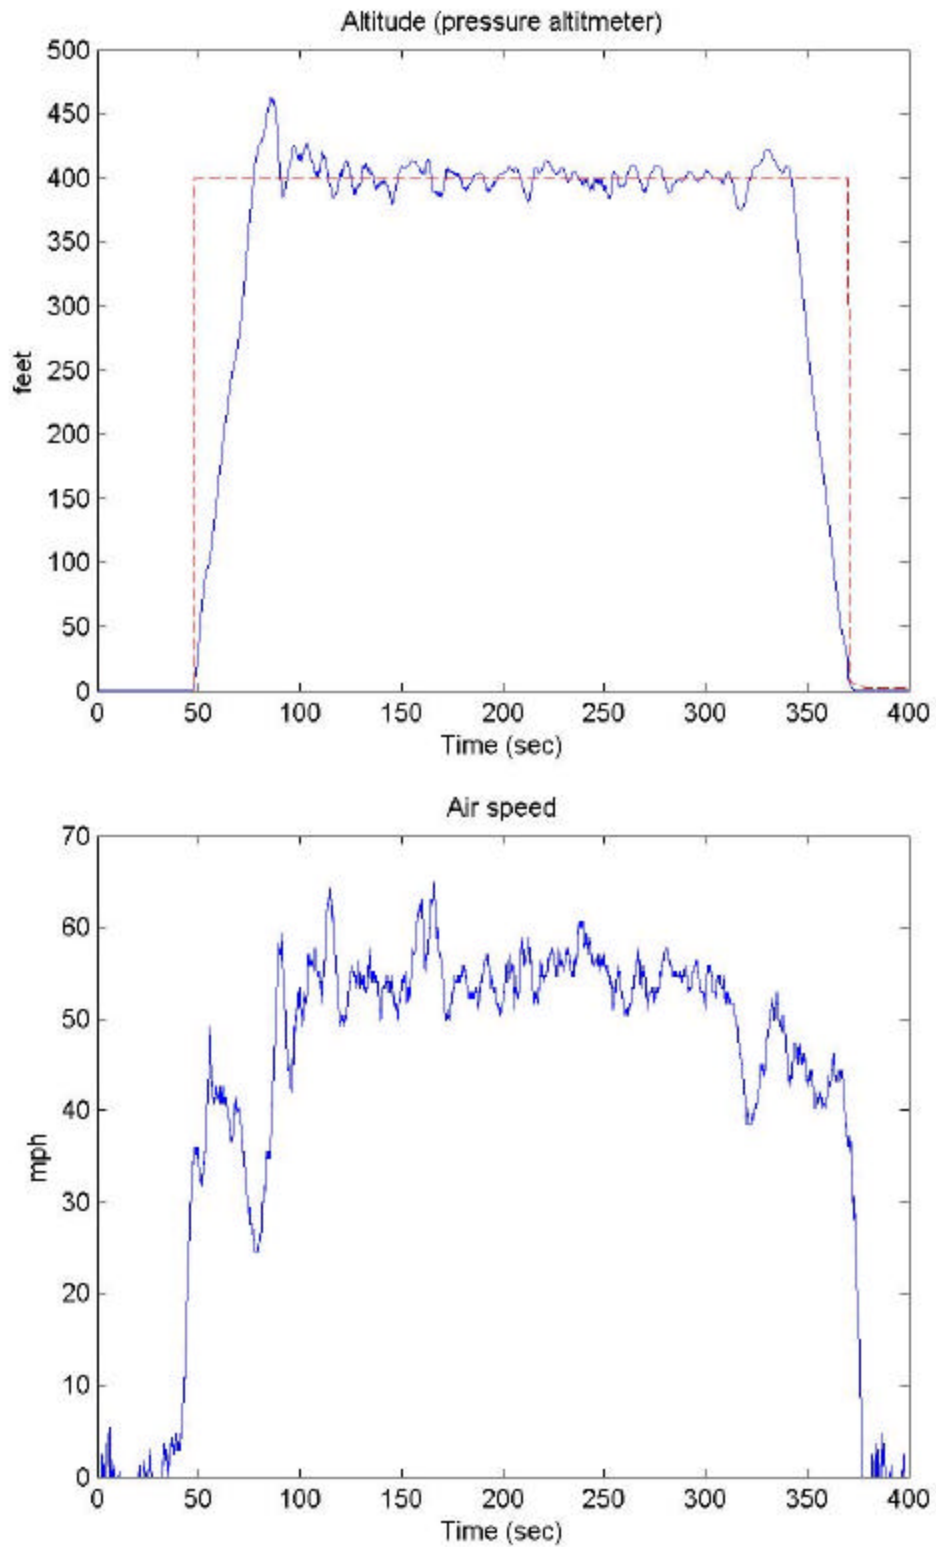 Altitude (pressure altitmeter)
500
450
400
350
300
250
200
150
100
50
0
feet
0 50 100 150 200 250 300 350 400
Time (sec)
Air speed
70
60
50
40
30
20
10
0
mph
0 50 100 150 200 250 300 350 400
Time (sec)